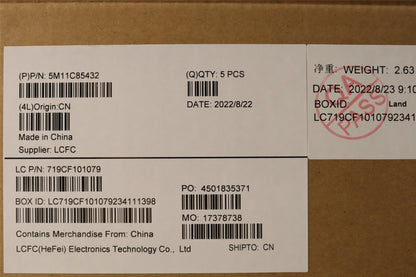 (P)P/N: 5M11C85432
(Q)QTY: 5 PCS
(4L)Origin:CN
DATE: 2022/8/22
Made in China
Supplier: LCFC
净重: WEIGHT: 2.63
DATE: 2022/8/23 9:10
BOXID: Land
LC719CF1010792341
QA
PASS
LC P/N: 719CF101079
PO: 4501835371
BOX ID: LC719CF101079234111398
MO: 17378738
Contains Merchandise From: China
LCFC(HeFei) Electronics Technology Co., Ltd
SHIPTO: CN